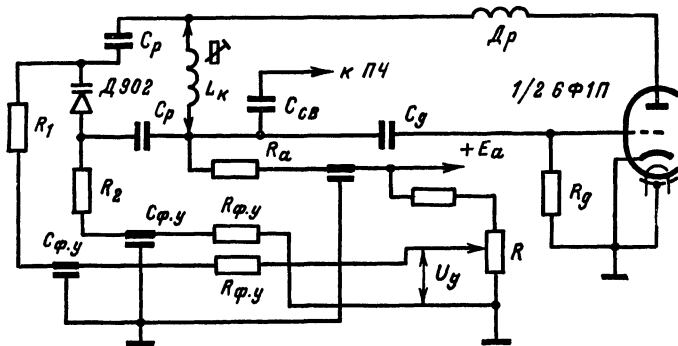 Cр
Др
Д902
Lк
к ПЧ
1/2 6Ф1П
R1
Cр
Cсв
Cg
Rа
+Eа
R2
Rg
Cф.у
Rф.у
Cф.у
Rф.у
Ug
R